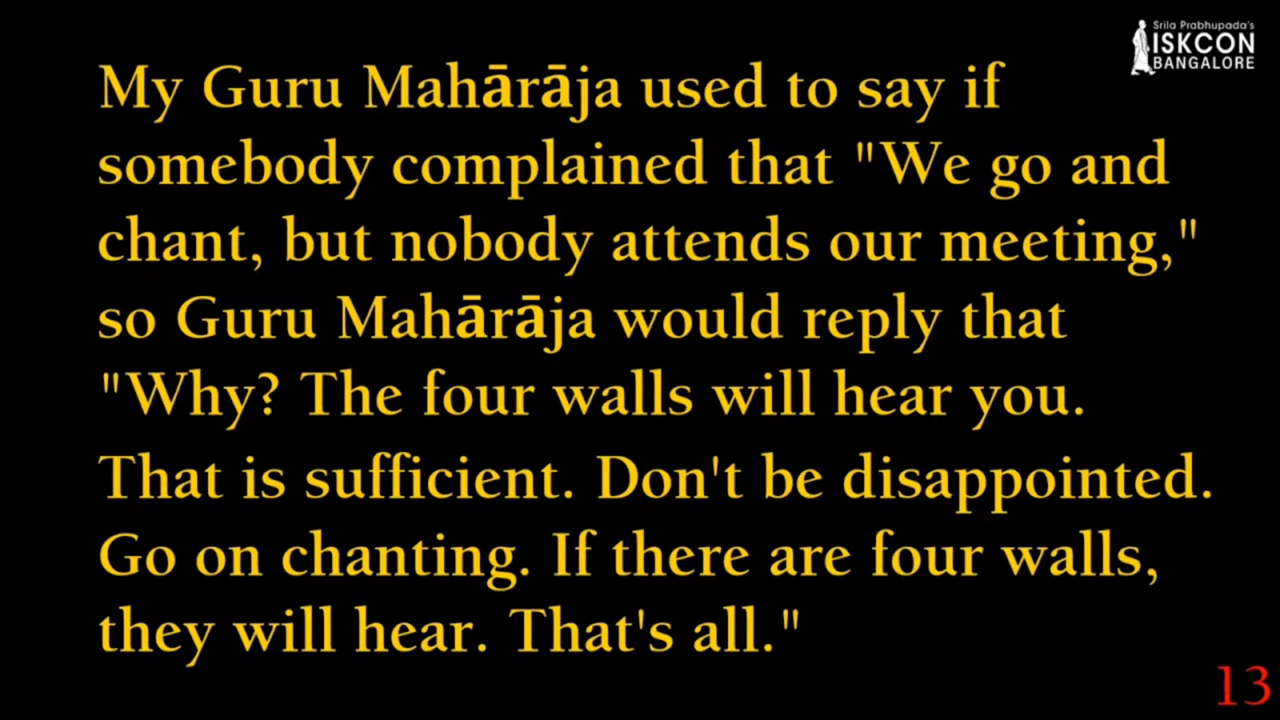 Srila Prabhupada's
ISKCON
BANGALORE
My Guru Mahārāja used to say if
somebody complained that "We go and
chant, but nobody attends our meeting,"
so Guru Mahārāja would reply that
"Why? The four walls will hear you.
That is sufficient. Don't be disappointed.
Go on chanting. If there are four walls,
they will hear. That's all."
13